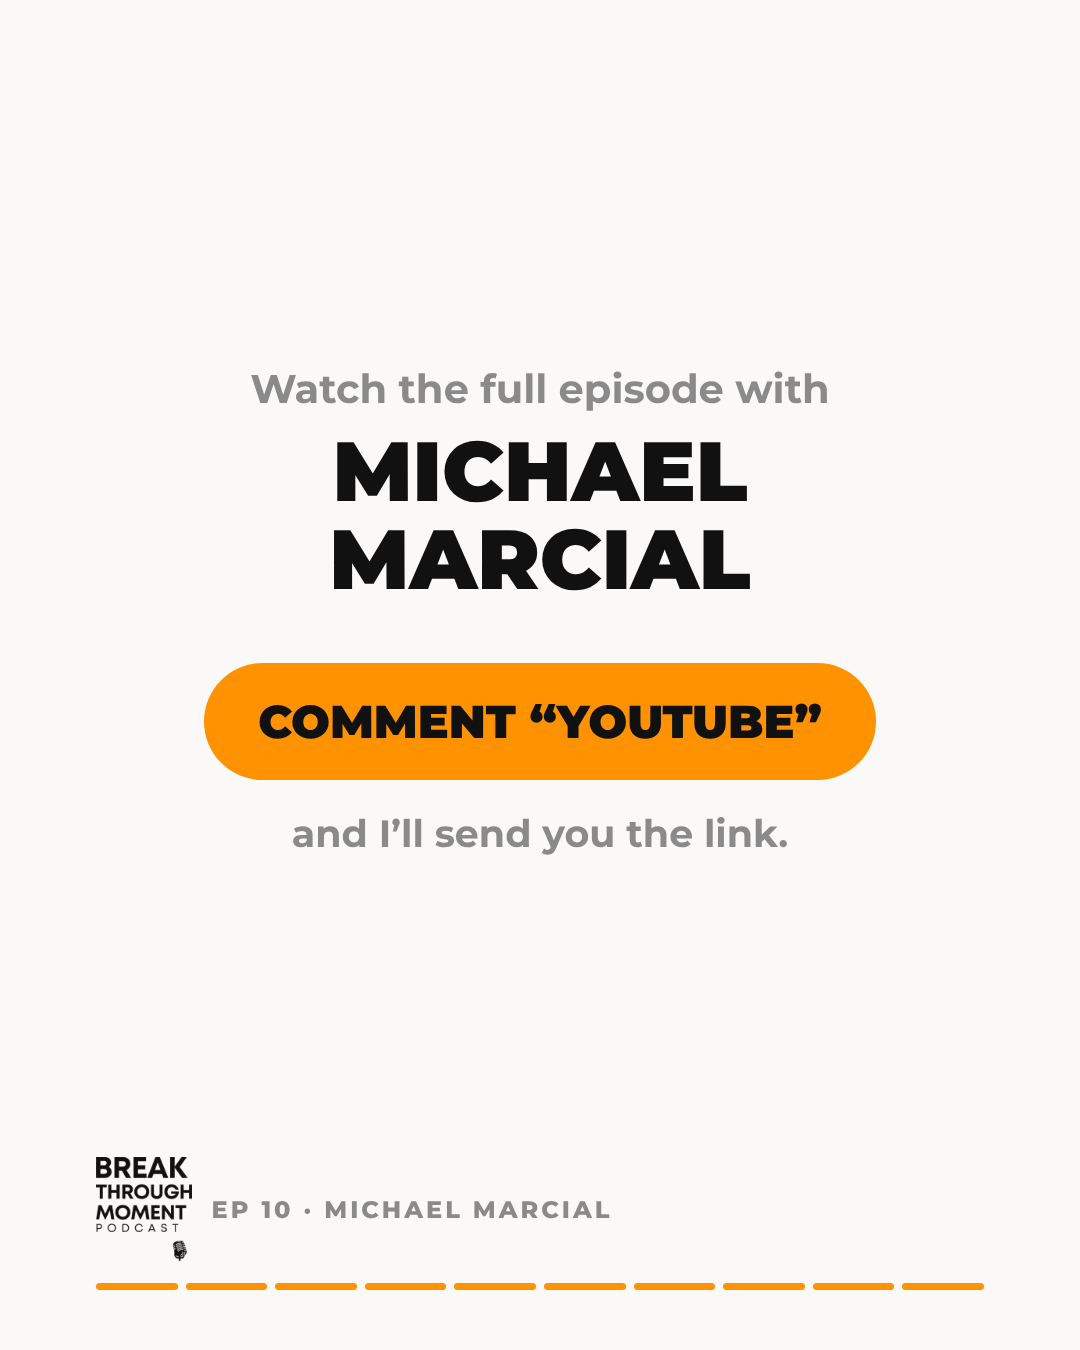 Watch the full episode with
MICHAEL
MARCIAL
COMMENT “YOUTUBE”
and I’ll send you the link.
BREAK
THROUGH
MOMENT
PODCAST
EP 10 · MICHAEL MARCIAL